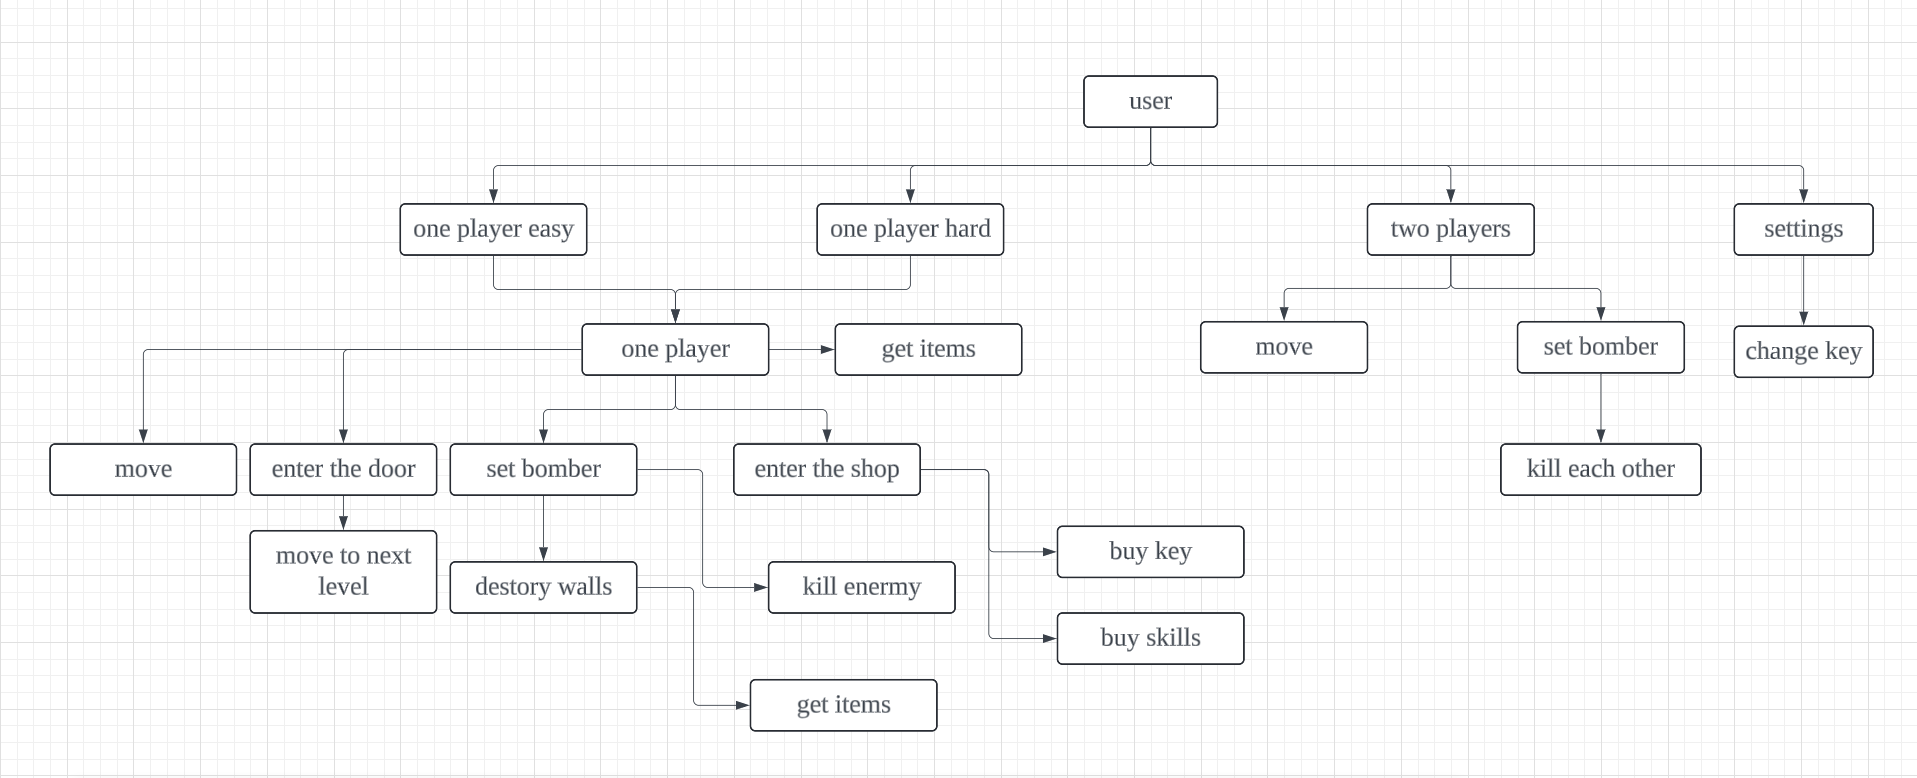 user
one player easy
one player hard
two players
settings
one player
get items
move
set bomber
change key
move
enter the door
set bomber
enter the shop
kill each other
move to next
level
destory walls
kill enermy
buy key
buy skills
get items